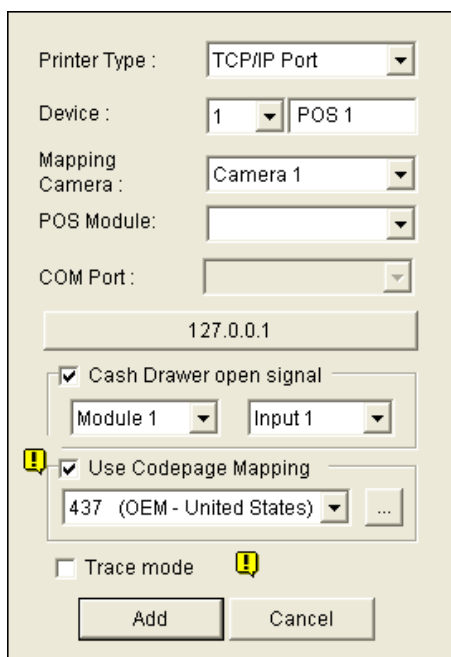 Printer Type : TCP/IP Port
Device : 1 POS 1
Mapping
Camera : Camera 1
POS Module:
COM Port :
127.0.0.1
Cash Drawer open signal
Module 1 Input 1
Use Codepage Mapping
437 (OEM - United States) ...
Trace mode
Add Cancel